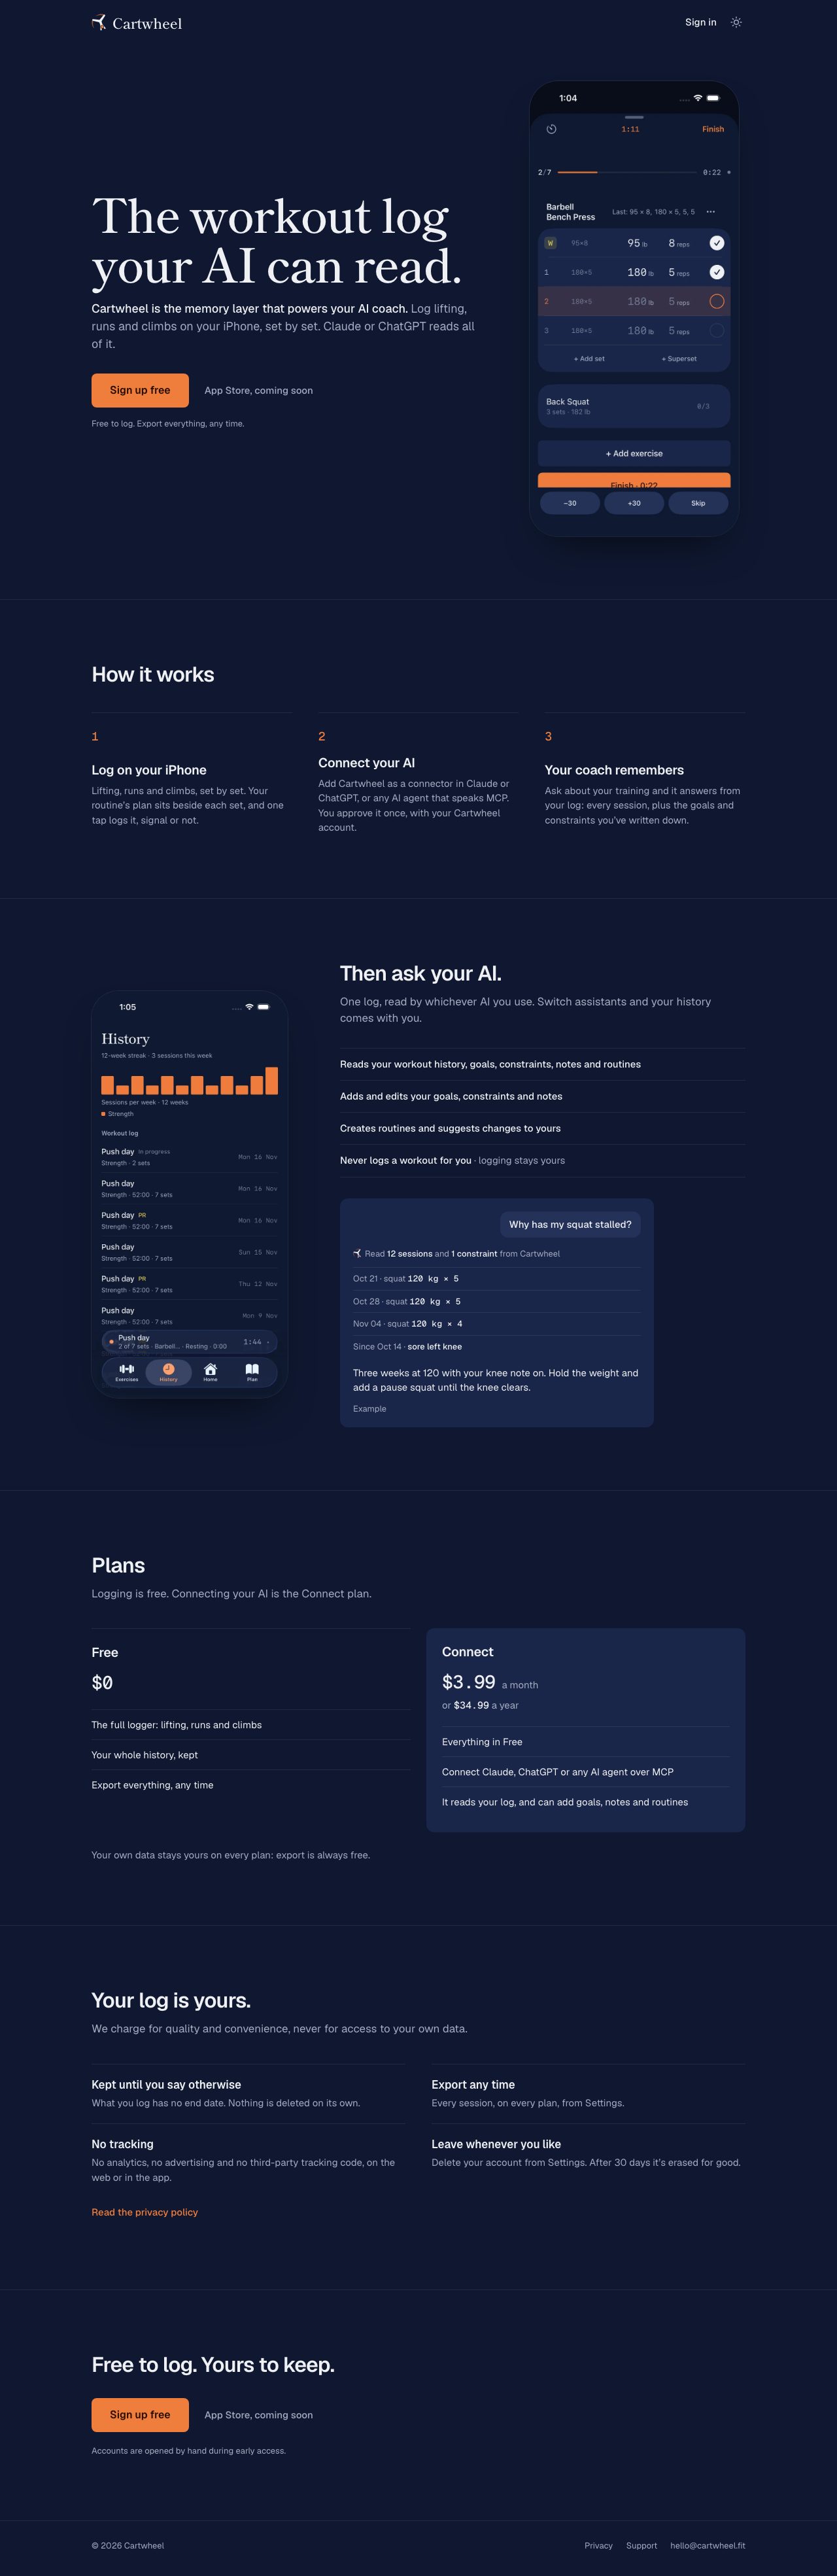 Cartwheel
Sign in
1:04
1:11
Finish
The workout log
your AI can read.
Cartwheel is the memory layer that powers your AI coach. Log lifting,
runs and climbs on your iPhone, set by set. Claude or ChatGPT reads all
of it.
Sign up free
App Store, coming soon
Free to log. Export everything, any time.
2/7
0:22
Barbell
Bench Press
Last: 95 × 8, 180 × 5, 5, 5
W 95×8 95 lb 8 reps
1 180×5 180 lb 5 reps
2 180×5 180 lb 5 reps
3 180×5 180 lb 5 reps
+ Add set
+ Superset
Back Squat
3 sets · 182 lb
0/3
+ Add exercise
Finish · 0:22
−30
+30
Skip
How it works
1
Log on your iPhone
Lifting, runs and climbs, set by set. Your
routine's plan sits beside each set, and one
tap logs it, signal or not.
2
Connect your AI
Add Cartwheel as a connector in Claude or
ChatGPT, or any AI agent that speaks MCP.
You approve it once, with your Cartwheel
account.
3
Your coach remembers
Ask about your training and it answers from
your log: every session, plus the goals and
constraints you've written down.
1:05
History
12-week streak · 3 sessions this week
Sessions per week · 12 weeks
Strength
Workout log
Push day In progress
Strength · 2 sets
Mon 16 Nov
Push day
Strength · 52:00 · 7 sets
Mon 16 Nov
Push day PR
Strength · 52:00 · 7 sets
Mon 16 Nov
Push day
Strength · 52:00 · 7 sets
Sun 15 Nov
Push day PR
Strength · 52:00 · 7 sets
Thu 12 Nov
Push day
Strength · 52:00 · 7 sets
Mon 9 Nov
Push day
2 of 7 sets · Barbell... · Resting · 0:00
1:44
Exercises
History
Home
Plan
Then ask your AI.
One log, read by whichever AI you use. Switch assistants and your history
comes with you.
Reads your workout history, goals, constraints, notes and routines
Adds and edits your goals, constraints and notes
Creates routines and suggests changes to yours
Never logs a workout for you · logging stays yours
Why has my squat stalled?
Read 12 sessions and 1 constraint from Cartwheel
Oct 21 · squat 120 kg × 5
Oct 28 · squat 120 kg × 5
Nov 04 · squat 120 kg × 4
Since Oct 14 · sore left knee
Three weeks at 120 with your knee note on. Hold the weight and
add a pause squat until the knee clears.
Example
Plans
Logging is free. Connecting your AI is the Connect plan.
Free
$0
The full logger: lifting, runs and climbs
Your whole history, kept
Export everything, any time
Connect
$3.99 a month
or $34.99 a year
Everything in Free
Connect Claude, ChatGPT or any AI agent over MCP
It reads your log, and can add goals, notes and routines
Your own data stays yours on every plan: export is always free.
Your log is yours.
We charge for quality and convenience, never for access to your own data.
Kept until you say otherwise
What you log has no end date. Nothing is deleted on its own.
Export any time
Every session, on every plan, from Settings.
No tracking
No analytics, no advertising and no third-party tracking code, on the
web or in the app.
Leave whenever you like
Delete your account from Settings. After 30 days it's erased for good.
Read the privacy policy
Free to log. Yours to keep.
Sign up free
App Store, coming soon
Accounts are opened by hand during early access.
© 2026 Cartwheel
Privacy
Support
hello@cartwheel.fit